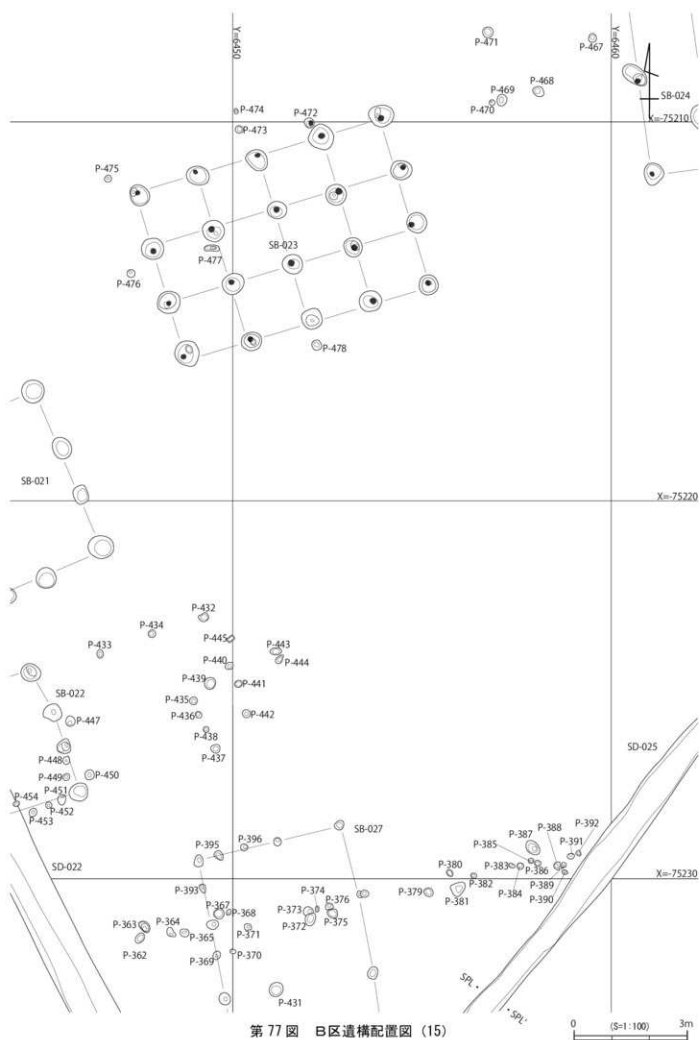 Y=6450
Y=6460
P-471
P-467
P-468
P-469
P-470
SB-024
P-474
P-472
P-473
X=-75210
P-475
SB-023
P-477
P-476
P-478
SB-021
X=-75220
P-432
P-434
P-445
P-443
P-433
P-444
P-440
P-439
P-441
SB-022
P-435
P-447
P-436
P-442
P-438
P-437
SD-025
P-448
P-449
P-450
P-451
P-454
P-452
P-453
SB-027
P-387
P-388
P-392
P-391
P-385
P-395
P-396
P-380
P-383
P-386
SD-022
P-382
P-384
P-389
P-390
X=-75230
P-393
P-374
P-376
P-379
P-381
P-367
P-368
P-373
P-375
P-363
P-364
P-372
P-365
P-371
P-362
P-369
P-370
P-431
SPL
SPL'
第77図 B区遺構配置図 (15)
0 (S=1:100) 3m